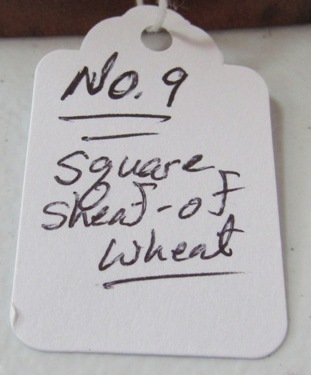 No. 9
Square
Sheaf-of
Wheat